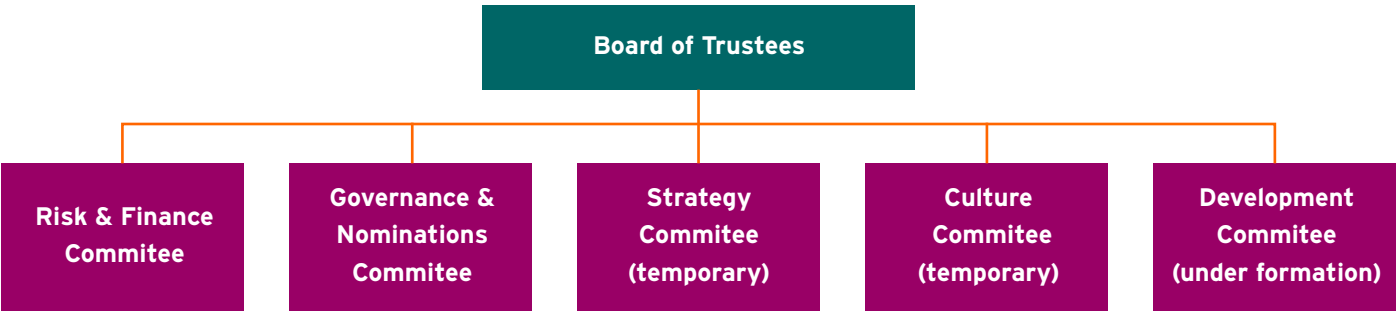 Board of Trustees
Risk & Finance
Commitee
Governance &
Nominations
Commitee
Strategy
Commitee
(temporary)
Culture
Commitee
(temporary)
Development
Commitee
(under formation)